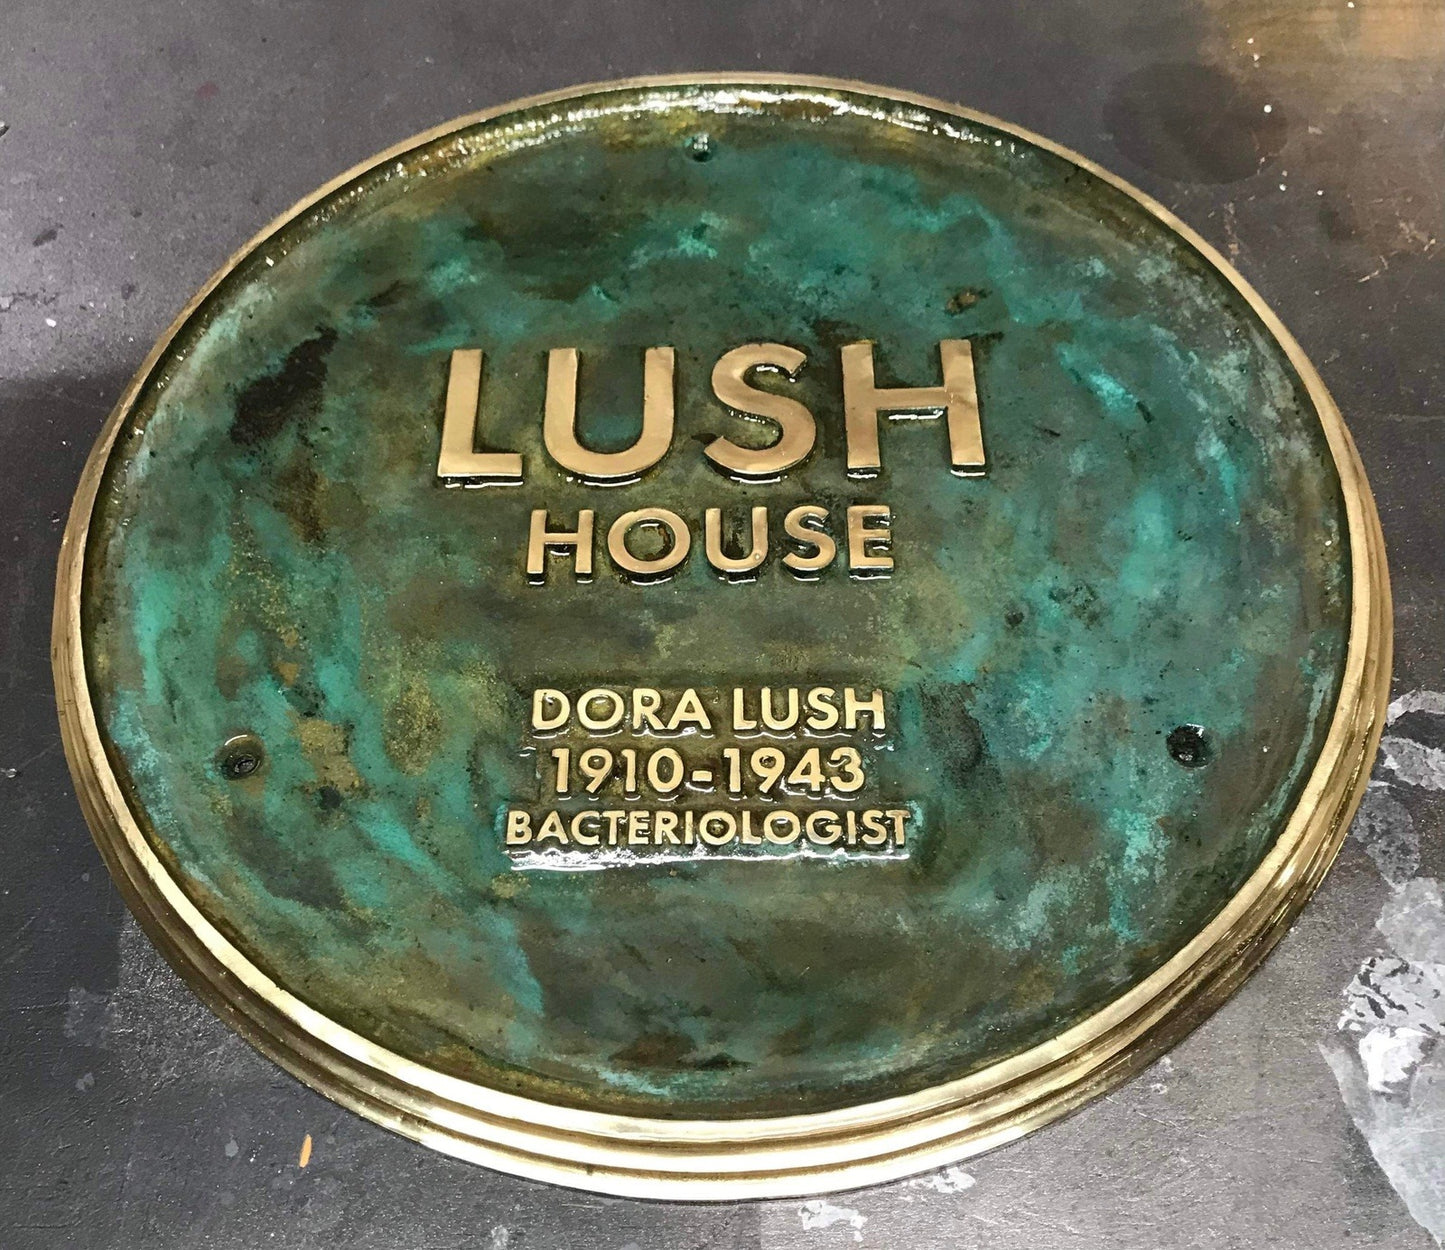 LUSH
HOUSE
DORA LUSH
1910-1943
BACTERIOLOGIST